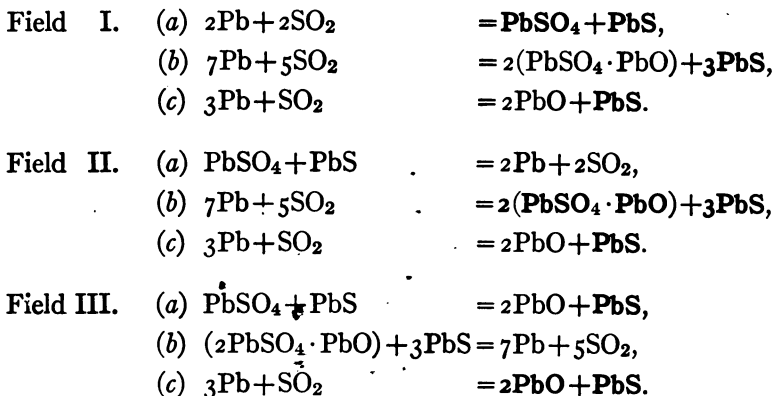 Field I. (a) 2Pb+2SO₂ =PbSO₄+PbS,
(b) 7Pb+5SO₂ =2(PbSO₄·PbO)+3PbS,
(c) 3Pb+SO₂ =2PbO+PbS.
Field II. (a) PbSO₄+PbS =2Pb+2SO₂,
(b) 7Pb+5SO₂ =2(PbSO₄·PbO)+3PbS,
(c) 3Pb+SO₂ =2PbO+PbS.
Field III. (a) PbSO₄+PbS =2PbO+PbS,
(b) (2PbSO₄·PbO)+3PbS=7Pb+5SO₂,
(c) 3Pb+SO₂ =2PbO+PbS.